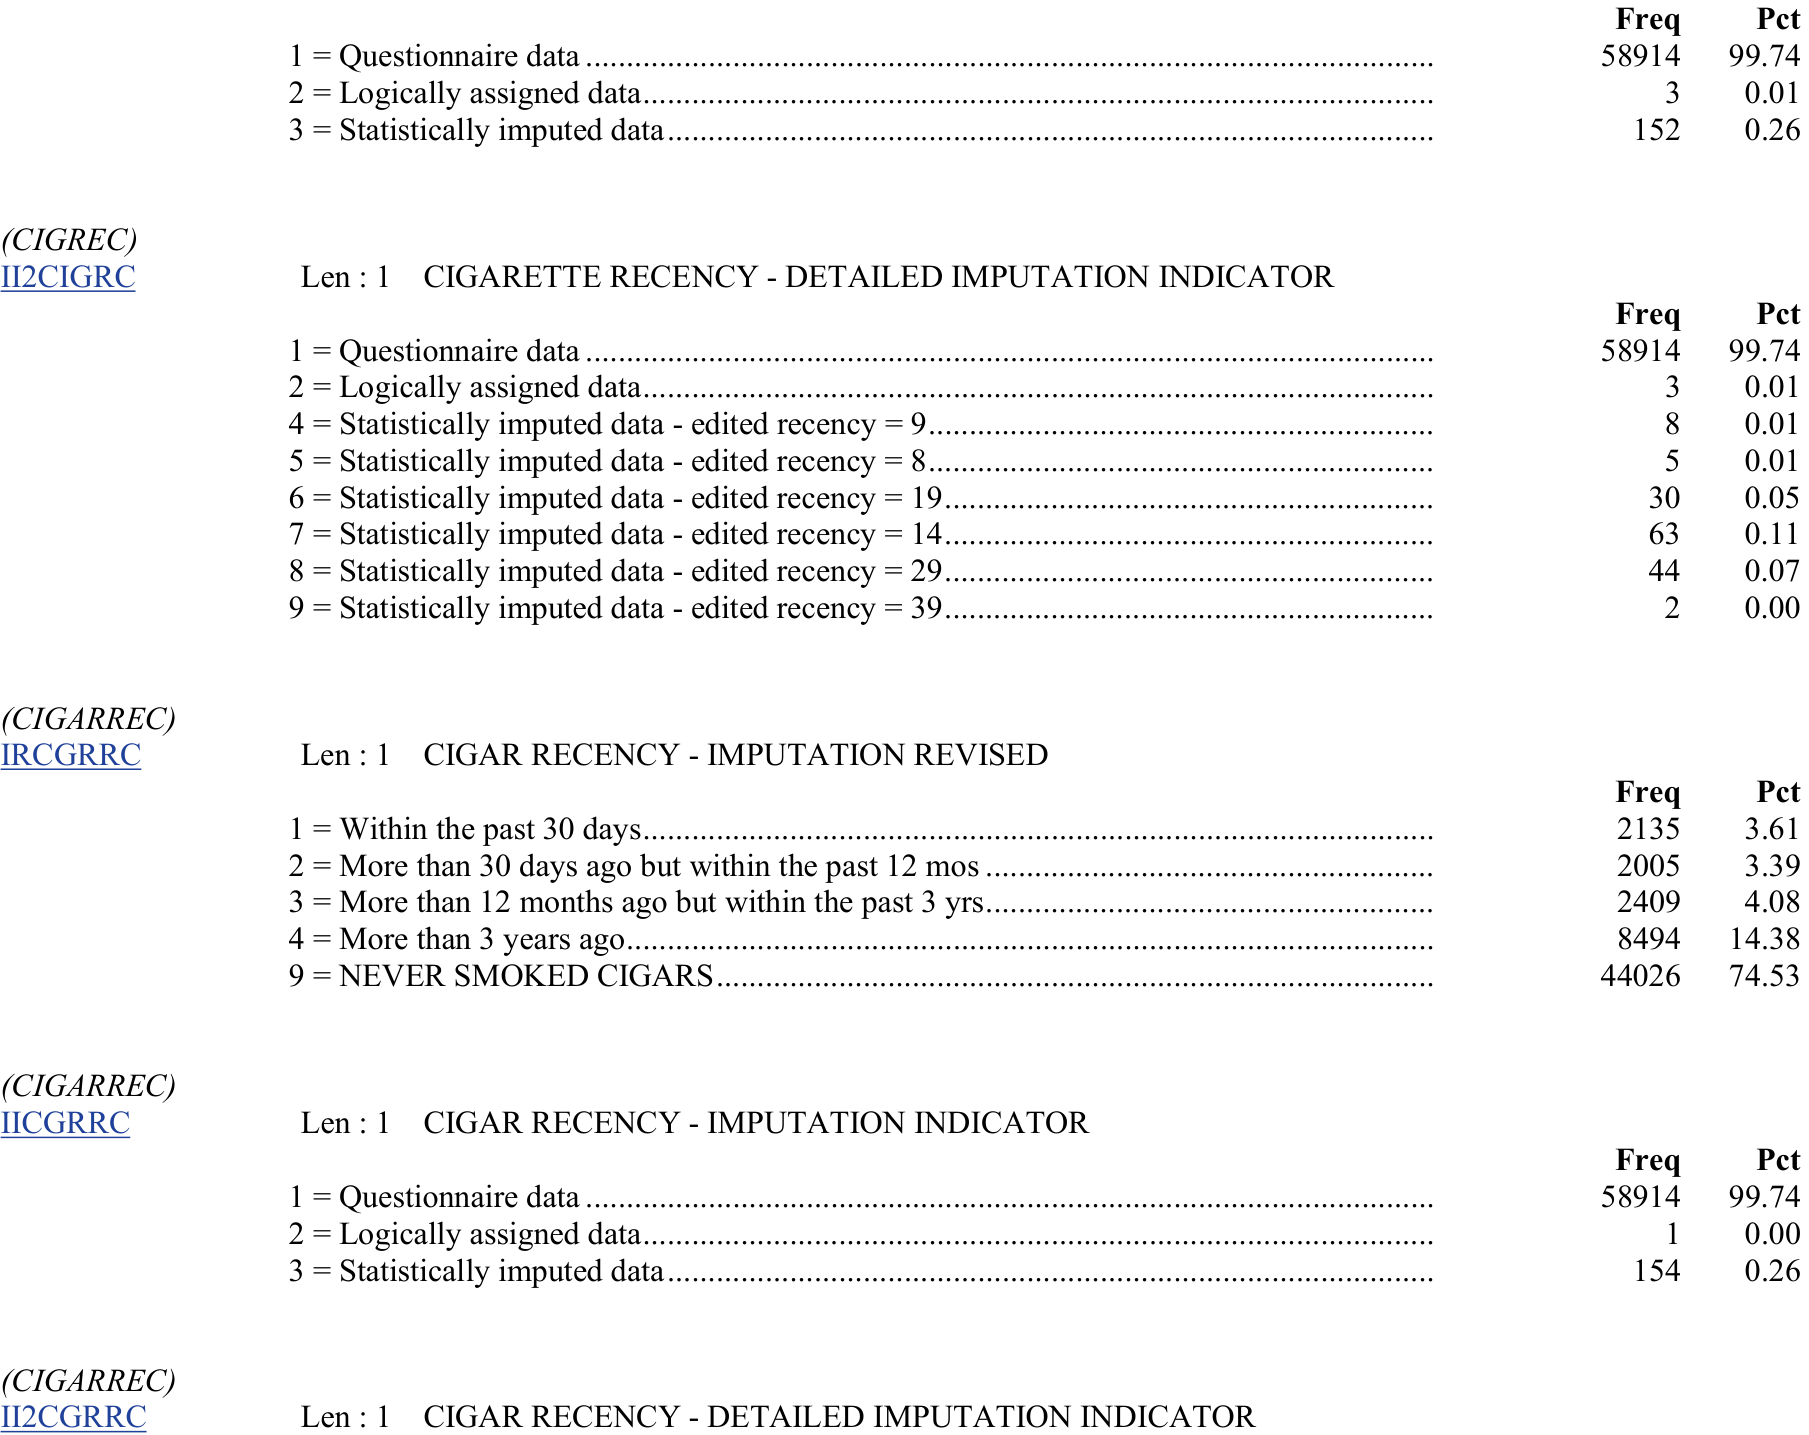 Freq Pct
1 = Questionnaire data ........ 58914 99.74
2 = Logically assigned data........ 3 0.01
3 = Statistically imputed data........ 152 0.26
(CIGREC)
II2CIGRC Len : 1 CIGARETTE RECENCY - DETAILED IMPUTATION INDICATOR
Freq Pct
1 = Questionnaire data ........ 58914 99.74
2 = Logically assigned data........ 3 0.01
4 = Statistically imputed data - edited recency = 9........ 8 0.01
5 = Statistically imputed data - edited recency = 8........ 5 0.01
6 = Statistically imputed data - edited recency = 19........ 30 0.05
7 = Statistically imputed data - edited recency = 14........ 63 0.11
8 = Statistically imputed data - edited recency = 29........ 44 0.07
9 = Statistically imputed data - edited recency = 39........ 2 0.00
(CIGARREC)
IRCGRRC Len : 1 CIGAR RECENCY - IMPUTATION REVISED
Freq Pct
1 = Within the past 30 days........ 2135 3.61
2 = More than 30 days ago but within the past 12 mos ........ 2005 3.39
3 = More than 12 months ago but within the past 3 yrs........ 2409 4.08
4 = More than 3 years ago........ 8494 14.38
9 = NEVER SMOKED CIGARS........ 44026 74.53
(CIGARREC)
IICGRRC Len : 1 CIGAR RECENCY - IMPUTATION INDICATOR
Freq Pct
1 = Questionnaire data ........ 58914 99.74
2 = Logically assigned data........ 1 0.00
3 = Statistically imputed data........ 154 0.26
(CIGARREC)
II2CGRRC Len : 1 CIGAR RECENCY - DETAILED IMPUTATION INDICATOR